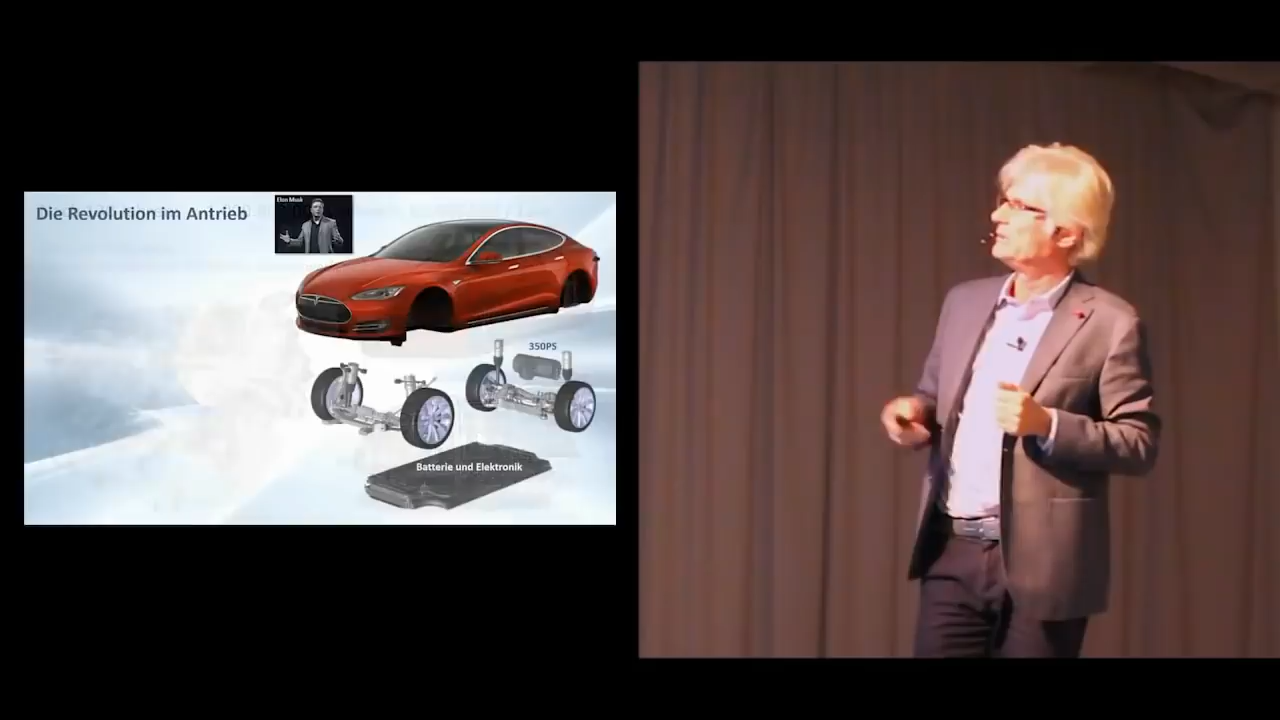 Die Revolution im Antrieb
Elon Musk
350PS
Batterie und Elektronik